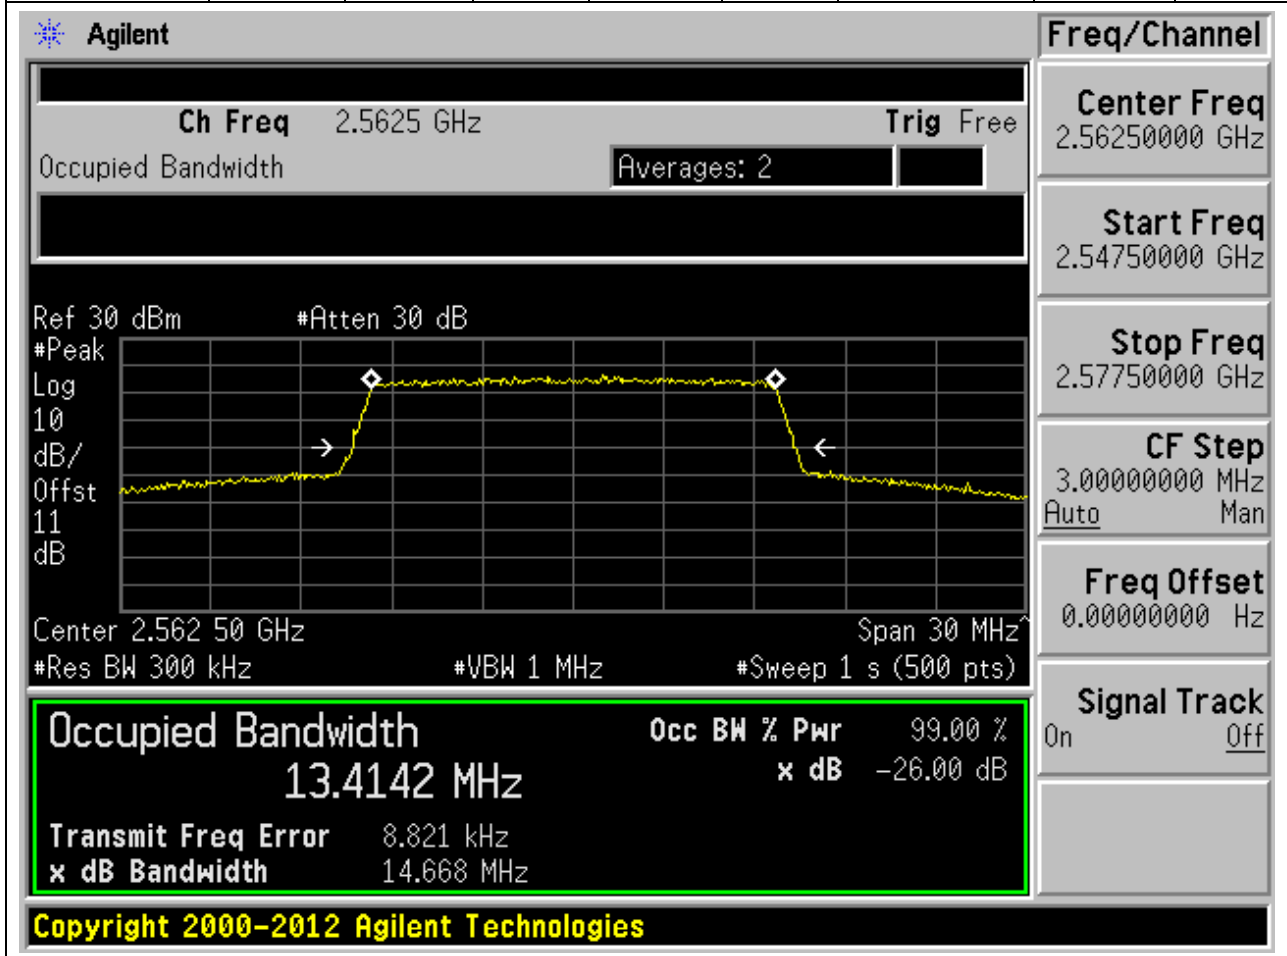 Agilent
Freq/Channel
Ch Freq 2.5625 GHz Trig Free
Occupied Bandwidth Averages: 2
Center Freq
2.56250000 GHz
Start Freq
2.54750000 GHz
Stop Freq
2.57750000 GHz
CF Step
3.00000000 MHz
Auto Man
Freq Offset
0.00000000 Hz
Signal Track
On Off
Ref 30 dBm #Atten 30 dB
#Peak
Log
10
dB/
Offst
11
dB
Center 2.562 50 GHz Span 30 MHz^
#Res BW 300 kHz #VBW 1 MHz #Sweep 1 s (500 pts)
Occupied Bandwidth
13.4142 MHz
Occ BW % Pwr 99.00 %
x dB -26.00 dB
Transmit Freq Error 8.821 kHz
x dB Bandwidth 14.668 MHz
Copyright 2000-2012 Agilent Technologies